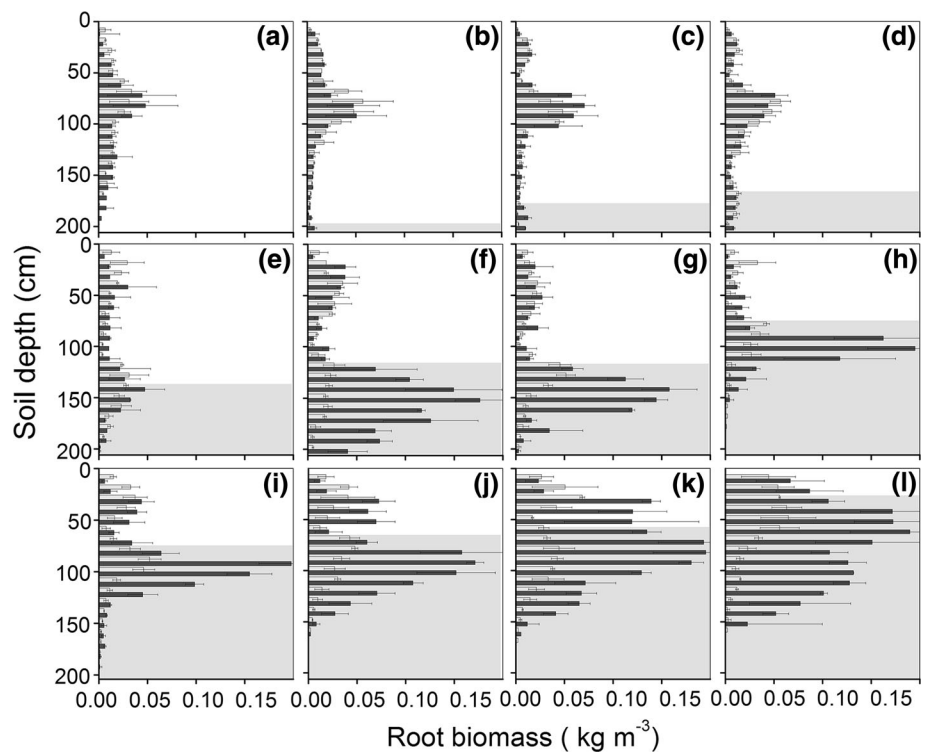 0
50
100
150
200
(a)
(b)
(c)
(d)
0
50
100
150
200
(e)
(f)
(g)
(h)
0
50
100
150
200
(i)
(j)
(k)
(l)
Soil depth (cm)
0.00 0.05 0.10 0.15 0.00 0.05 0.10 0.15 0.00 0.05 0.10 0.15 0.00 0.05 0.10 0.15
Root biomass ( kg m⁻³)